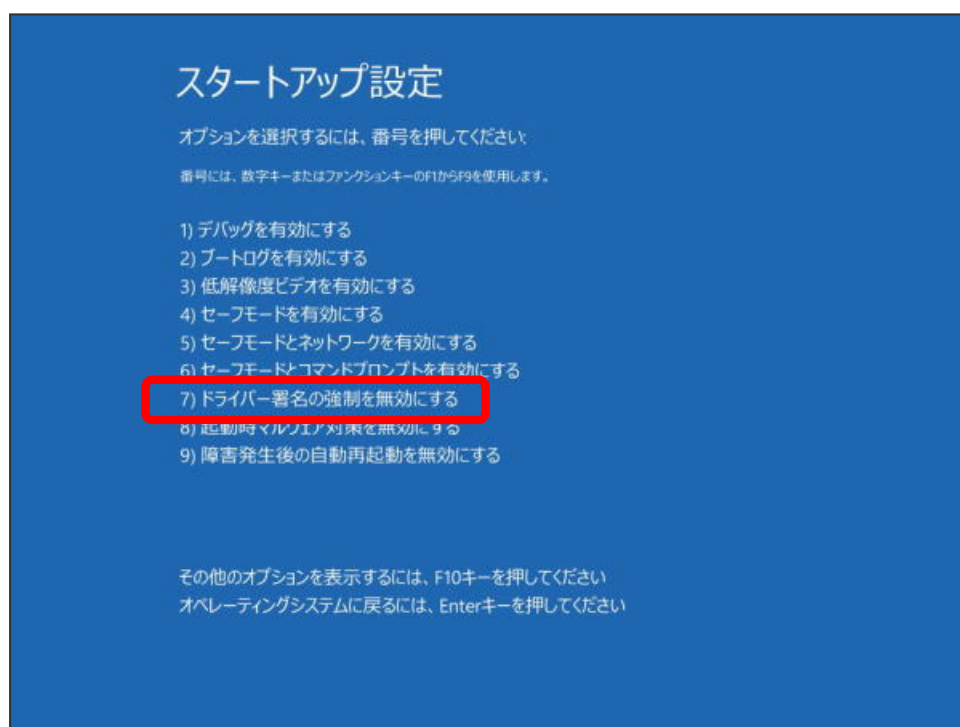 スタートアップ設定
オプションを選択するには、番号を押してください:
番号には、数字キーまたはファンクションキーのF1からF9を使用します。
1) デバッグを有効にする
2) ブートログを有効にする
3) 低解像度ビデオを有効にする
4) セーフモードを有効にする
5) セーフモードとネットワークを有効にする
6) セーフモードとコマンドプロンプトを有効にする
7) ドライバー署名の強制を無効にする
8) 起動時マルウェア対策を無効にする
9) 障害発生後の自動再起動を無効にする
その他のオプションを表示するには、F10キーを押してください
オペレーティングシステムに戻るには、Enterキーを押してください